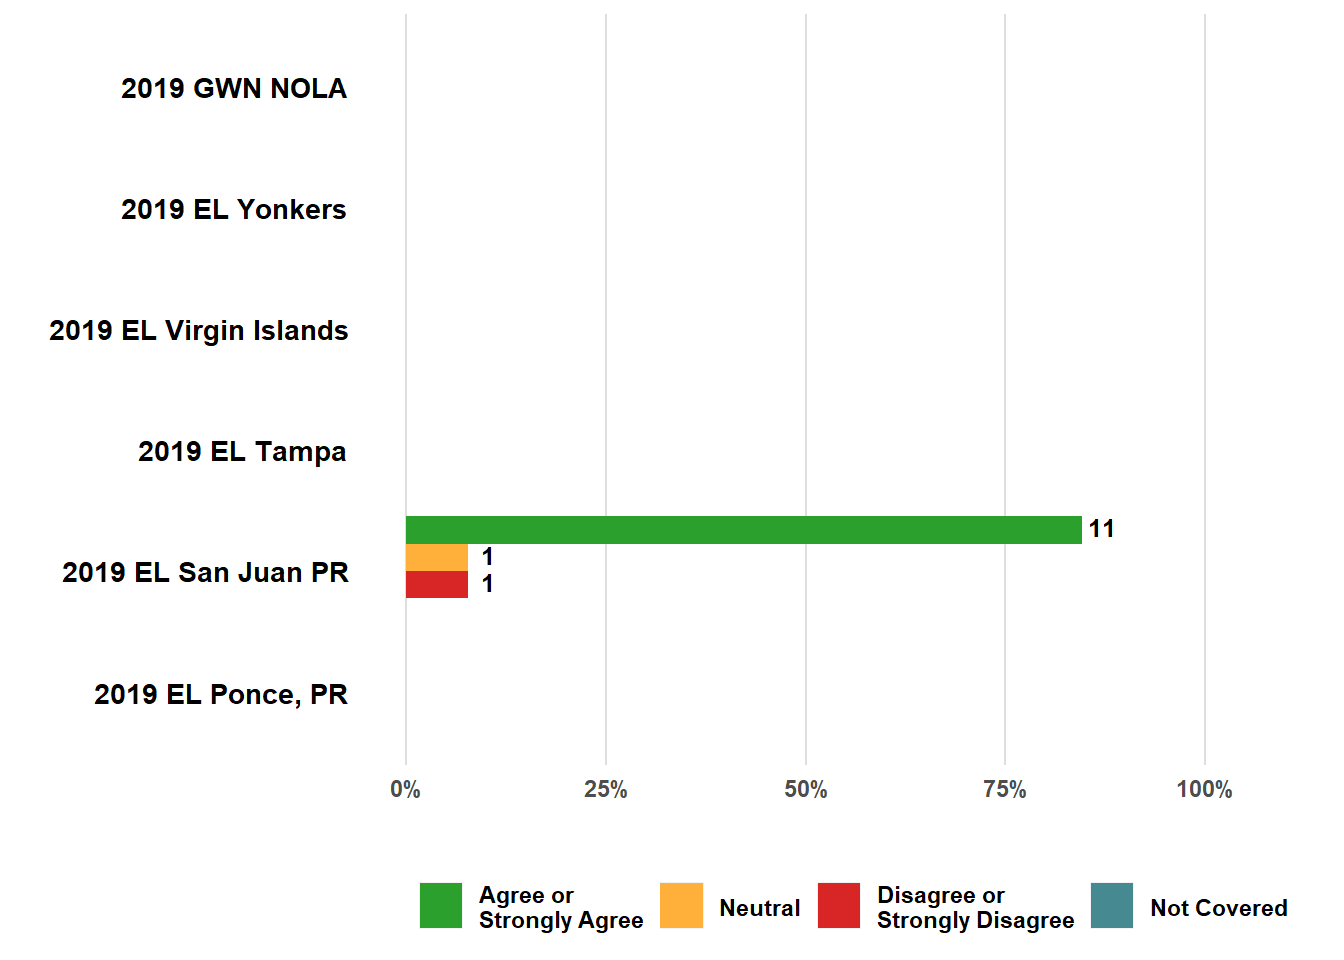 2019 GWN NOLA
2019 EL Yonkers
2019 EL Virgin Islands
2019 EL Tampa
11
1
2019 EL San Juan PR
1
2019 EL Ponce, PR
0% 25% 50% 75% 100%
Agree or
Strongly Agree
Neutral
Disagree or
Strongly Disagree
Not Covered